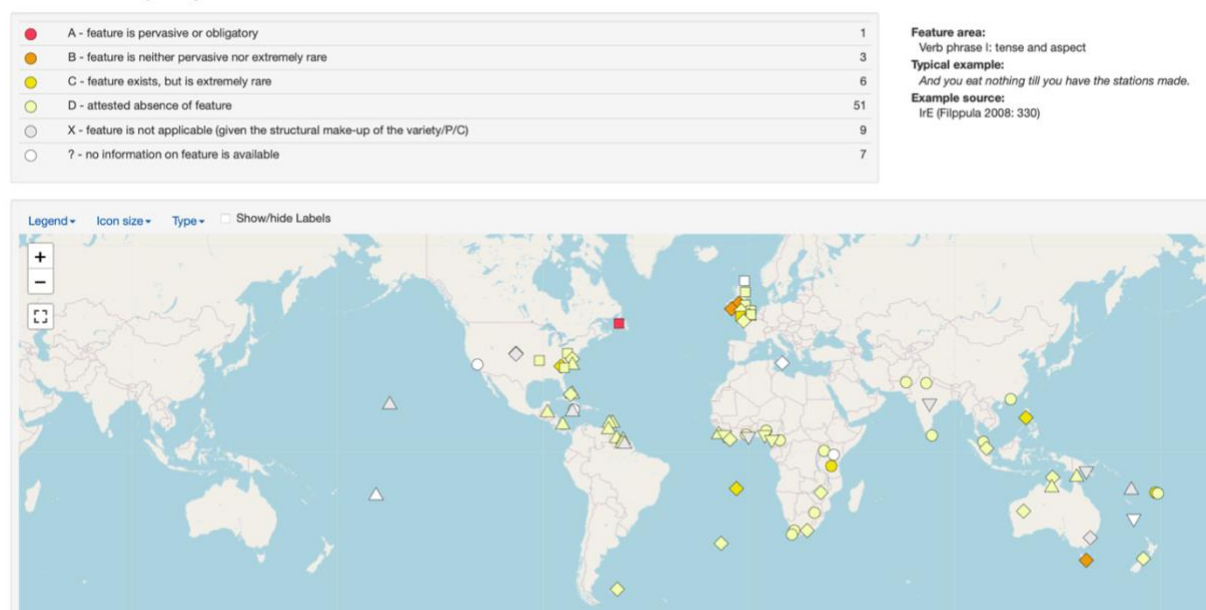 A - feature is pervasive or obligatory 1
B - feature is neither pervasive nor extremely rare 3
C - feature exists, but is extremely rare 6
D - attested absence of feature 51
X - feature is not applicable (given the structural make-up of the variety/P/C) 9
? - no information on feature is available 7
Feature area:
Verb phrase I: tense and aspect
Typical example:
And you eat nothing till you have the stations made.
Example source:
IrE (Filppula 2008: 330)
Legend Icon size Type Show/hide Labels
+
−